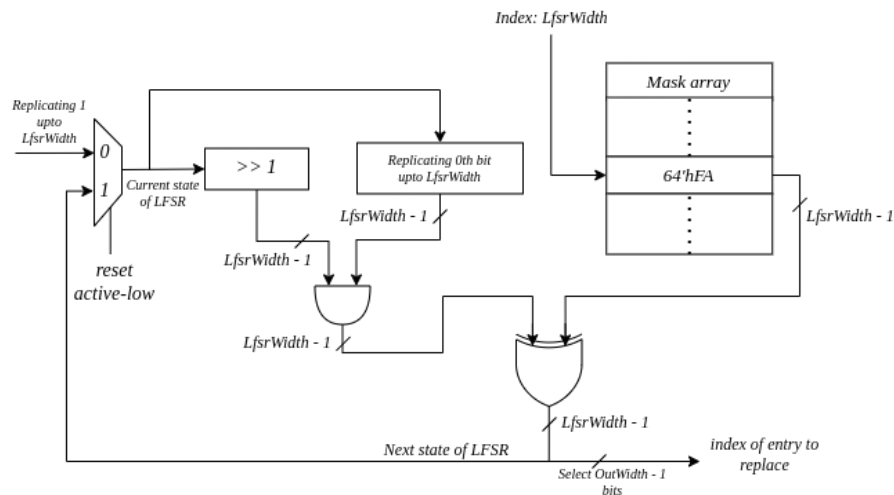 Index: LfsrWidth
Mask array
Replicating 1
upto
LfsrWidth
0
1
>> 1
Replicating 0th bit
upto LfsrWidth
64'hFA
Current state
of LFSR
LfsrWidth - 1
LfsrWidth - 1
LfsrWidth - 1
reset
active-low
LfsrWidth - 1
LfsrWidth - 1
Next state of LFSR
Select OutWidth - 1
bits
index of entry to
replace